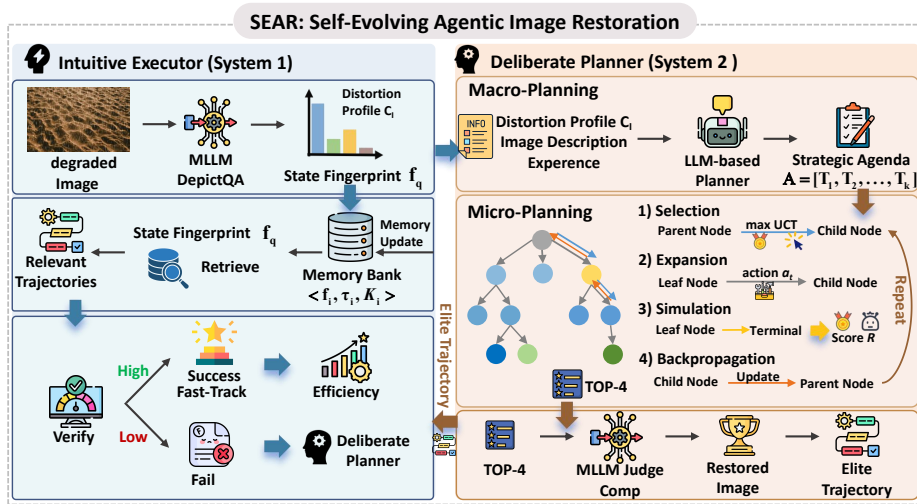 SEAR: Self-Evolving Agentic Image Restoration
Intuitive Executor (System 1)
degraded
Image
MLLM
DepictQA
Distortion
Profile C_I
State Fingerprint f_q
State Fingerprint f_q
Retrieve
Relevant
Trajectories
Memory
Update
Memory Bank
< f_i, τ_i, K_i >
Verify
High
Low
Success
Fast-Track
Efficiency
Fail
Deliberate
Planner
Elite Trajectory
Deliberate Planner (System 2 )
Macro-Planning
INFO
Distortion Profile C_I
Image Description
Experence
LLM-based
Planner
Strategic Agenda
A = [T_1, T_2, . . . , T_k]
Micro-Planning
TOP-4
1) Selection
Parent Node
max UCT
Child Node
2) Expansion
Leaf Node
action a_t
Child Node
3) Simulation
Leaf Node
Terminal
Score R
4) Backpropagation
Child Node
Update
Parent Node
Repeat
TOP-4
MLLM Judge
Comp
Restored
Image
Elite
Trajectory